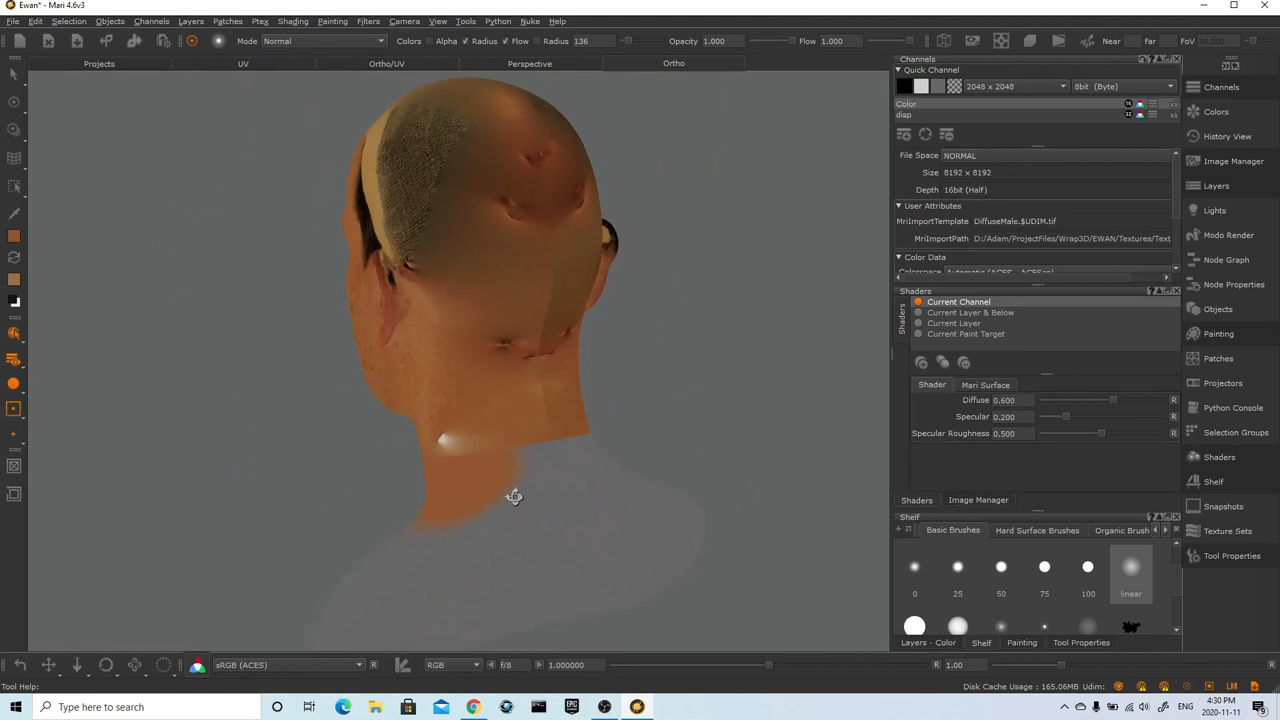 Ewan* - Mari 4.6v3
File Edit Selection Objects Channels Layers Patches Ptex Shading Painting Filters Camera View Tools Python Nuke Help
Mode Normal Colors Alpha Radius Flow Radius 136 Opacity 1.000 Flow 1.000 Near Far FoV 24.000
Projects UV Ortho/UV Perspective Ortho
Channels
Quick Channel
2048 x 2048 8bit (Byte)
Color 16
disp 32
File Space NORMAL
Size 8192 x 8192
Depth 16bit (Half)
User Attributes
MriImportTemplate DiffuseMale.$UDIM.tif
MriImportPath D:/Adam/ProjectFiles/Wrap3D/EWAN/Textures/Text
Color Data
Colorspace Automatic (ACES - ACEScg)
Shaders
Shaders
Current Channel
Current Layer & Below
Current Layer
Current Paint Target
Shader Mari Surface
Diffuse 0.600 R
Specular 0.200 R
Specular Roughness 0.500 R
Shaders Image Manager
Shelf
Basic Brushes Hard Surface Brushes Organic Brush
0 25 50 75 100 linear
Layers - Color Shelf Painting Tool Properties
Channels
Colors
History View
Image Manager
Layers
Lights
Modo Render
Node Graph
Node Properties
Objects
Painting
Patches
Projectors
Python Console
Selection Groups
Shaders
Shelf
Snapshots
Texture Sets
Tool Properties
sRGB (ACES) R RGB f/8 1.000000 R 1.00 R
Tool Help: Disk Cache Usage : 165.06MB Udim:
Type here to search
ENG 4:30 PM
2020-11-11